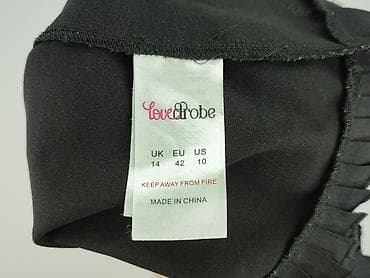 lovedrobe
UK EU US
14 42 10
KEEP AWAY FROM FIRE
MADE IN CHINA